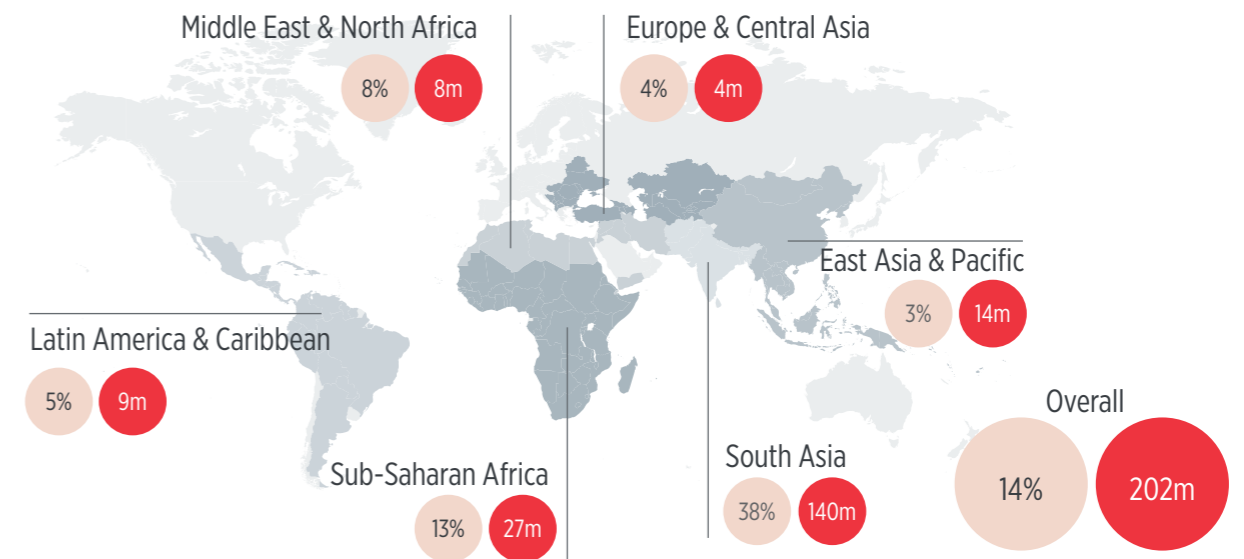 Middle East & North Africa
8%
8m
Europe & Central Asia
4%
4m
East Asia & Pacific
3%
14m
Latin America & Caribbean
5%
9m
Overall
14%
202m
Sub-Saharan Africa
13%
27m
South Asia
38%
140m